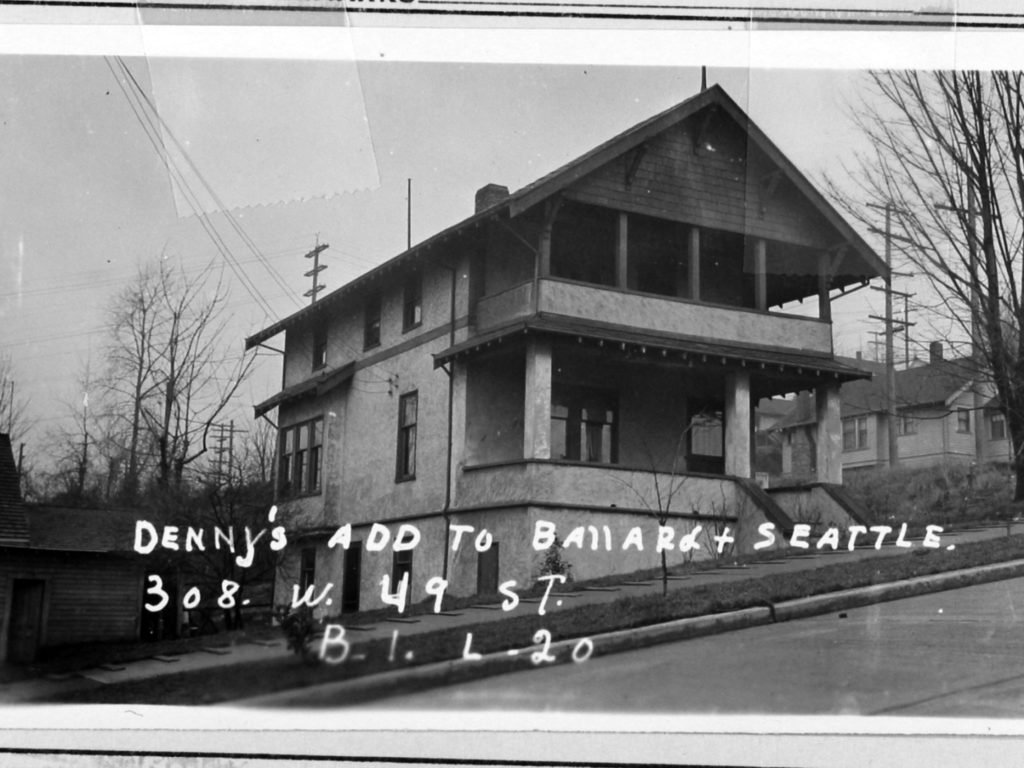 DENNY'S ADD TO BALLARD + SEATTLE.
308. W. 49 ST.
B-1. L-20